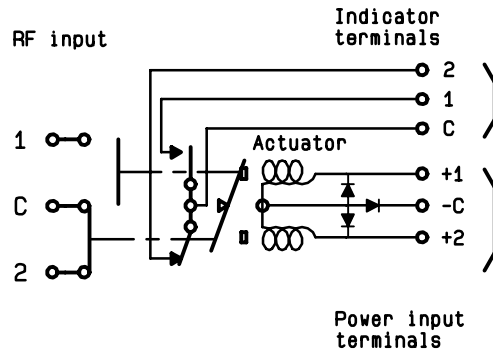 Indicator
terminals
RF input
2
1
C
Actuator
1
+1
C
-C
+2
2
Power input
terminals